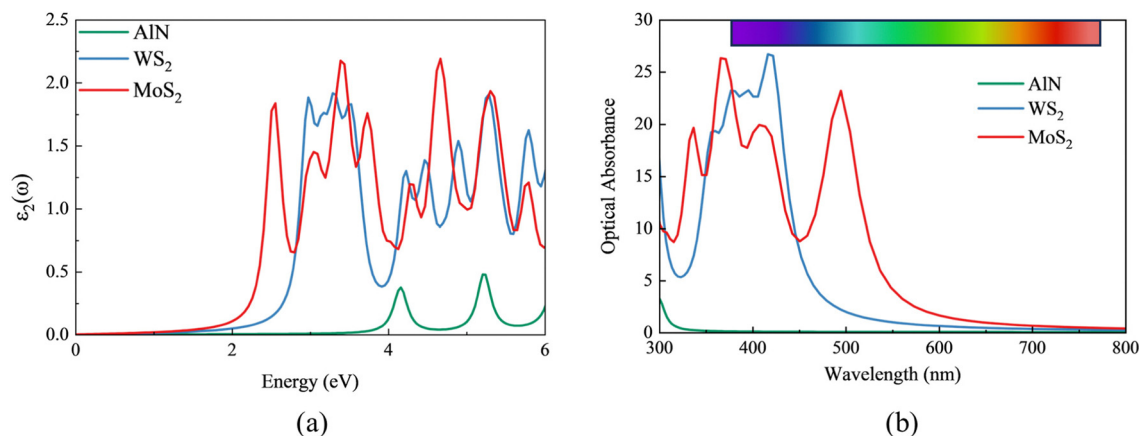 2.5
2.0
1.5
1.0
0.5
0.0
ε₂(ω)
AlN
WS₂
MoS₂
0 2 4 6
Energy (eV)
(a)
30
25
20
15
10
5
0
Optical Absorbance
AlN
WS₂
MoS₂
300 400 500 600 700 800
Wavelength (nm)
(b)